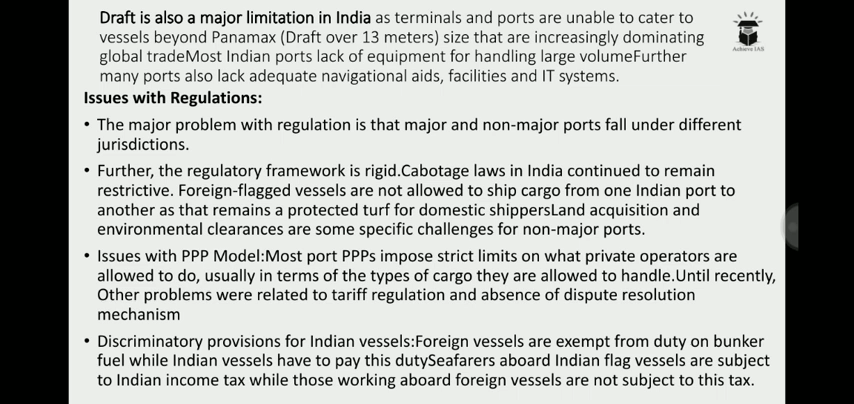 Draft is also a major limitation in India as terminals and ports are unable to cater to
vessels beyond Panamax (Draft over 13 meters) size that are increasingly dominating
global tradeMost Indian ports lack of equipment for handling large volumeFurther
many ports also lack adequate navigational aids, facilities and IT systems.
Achieve IAS
Issues with Regulations:
• The major problem with regulation is that major and non-major ports fall under different
jurisdictions.
• Further, the regulatory framework is rigid.Cabotage laws in India continued to remain
restrictive. Foreign-flagged vessels are not allowed to ship cargo from one Indian port to
another as that remains a protected turf for domestic shippersLand acquisition and
environmental clearances are some specific challenges for non-major ports.
• Issues with PPP Model:Most port PPPs impose strict limits on what private operators are
allowed to do, usually in terms of the types of cargo they are allowed to handle.Until recently,
Other problems were related to tariff regulation and absence of dispute resolution
mechanism
• Discriminatory provisions for Indian vessels:Foreign vessels are exempt from duty on bunker
fuel while Indian vessels have to pay this dutySeafarers aboard Indian flag vessels are subject
to Indian income tax while those working aboard foreign vessels are not subject to this tax.